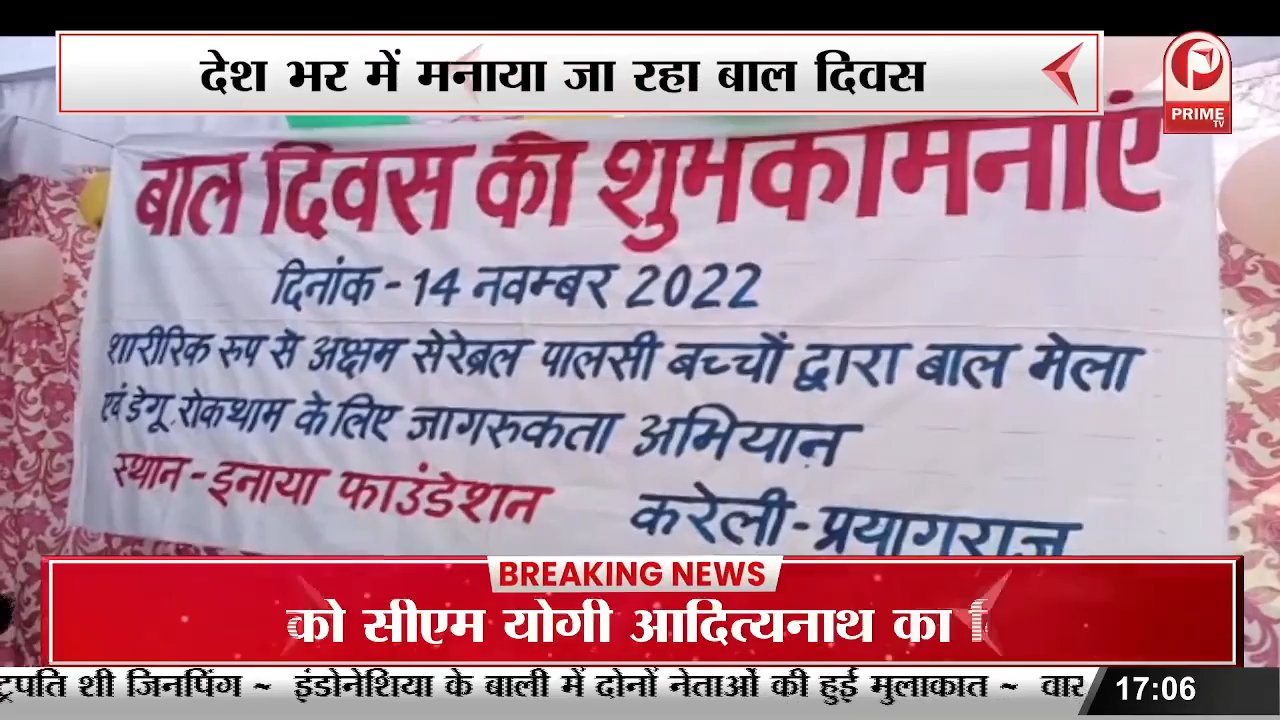 देश भर में मनाया जा रहा बाल दिवस
PRIME
TV
बाल दिवस की शुभकामनाएं
दिनांक - 14 नवम्बर 2022
शारीरिक रुप से अक्षम सेरेब्रल पालसी बच्चों द्वारा बाल मेला
एवं डेगू रोकथाम के लिए जागरुकता अभियान
स्थान - इनाया फाउंडेशन करेली - प्रयागराज
BREAKING NEWS
को सीएम योगी आदित्यनाथ का
शी जिनपिंग ~ इंडोनेशिया के बाली में दोनों नेताओं की हुई मुलाकात ~ वार
17:06